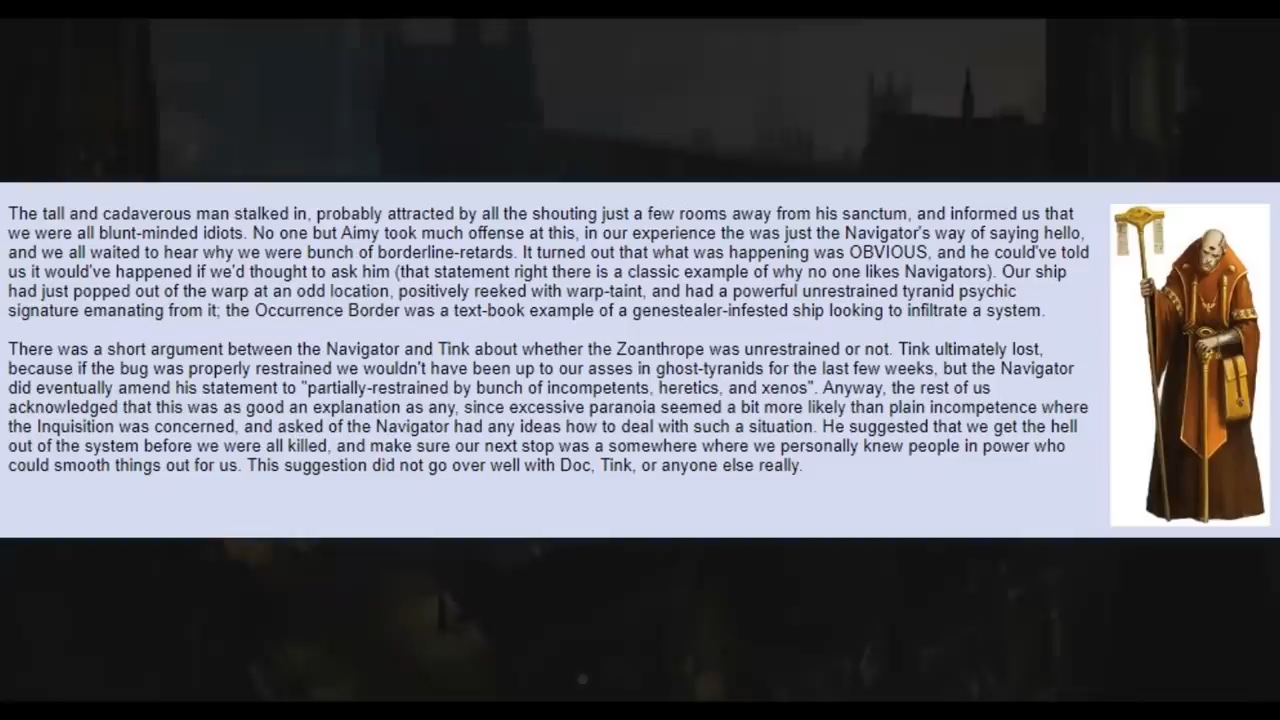 The tall and cadaverous man stalked in, probably attracted by all the shouting just a few rooms away from his sanctum, and informed us that
we were all blunt-minded idiots. No one but Aimy took much offense at this, in our experience the was just the Navigator's way of saying hello,
and we all waited to hear why we were bunch of borderline-retards. It turned out that what was happening was OBVIOUS, and he could've told
us it would've happened if we'd thought to ask him (that statement right there is a classic example of why no one likes Navigators). Our ship
had just popped out of the warp at an odd location, positively reeked with warp-taint, and had a powerful unrestrained tyranid psychic
signature emanating from it; the Occurrence Border was a text-book example of a genestealer-infested ship looking to infiltrate a system.
There was a short argument between the Navigator and Tink about whether the Zoanthrope was unrestrained or not. Tink ultimately lost,
because if the bug was properly restrained we wouldn't have been up to our asses in ghost-tyranids for the last few weeks, but the Navigator
did eventually amend his statement to "partially-restrained by bunch of incompetents, heretics, and xenos". Anyway, the rest of us
acknowledged that this was as good an explanation as any, since excessive paranoia seemed a bit more likely than plain incompetence where
the Inquisition was concerned, and asked of the Navigator had any ideas how to deal with such a situation. He suggested that we get the hell
out of the system before we were all killed, and make sure our next stop was a somewhere where we personally knew people in power who
could smooth things out for us. This suggestion did not go over well with Doc, Tink, or anyone else really.